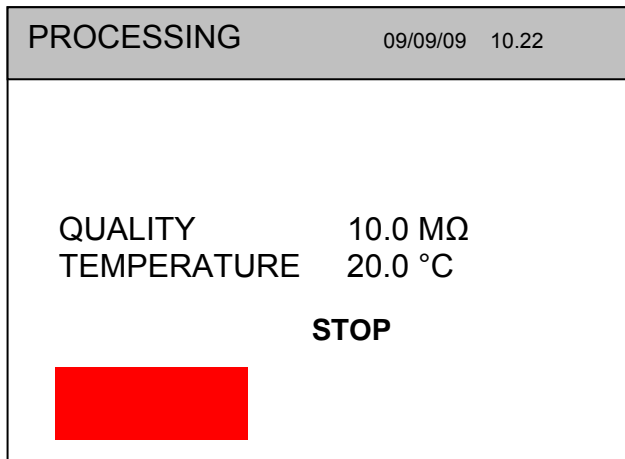 PROCESSING 09/09/09 10.22
QUALITY 10.0 MΩ
TEMPERATURE 20.0 °C
STOP